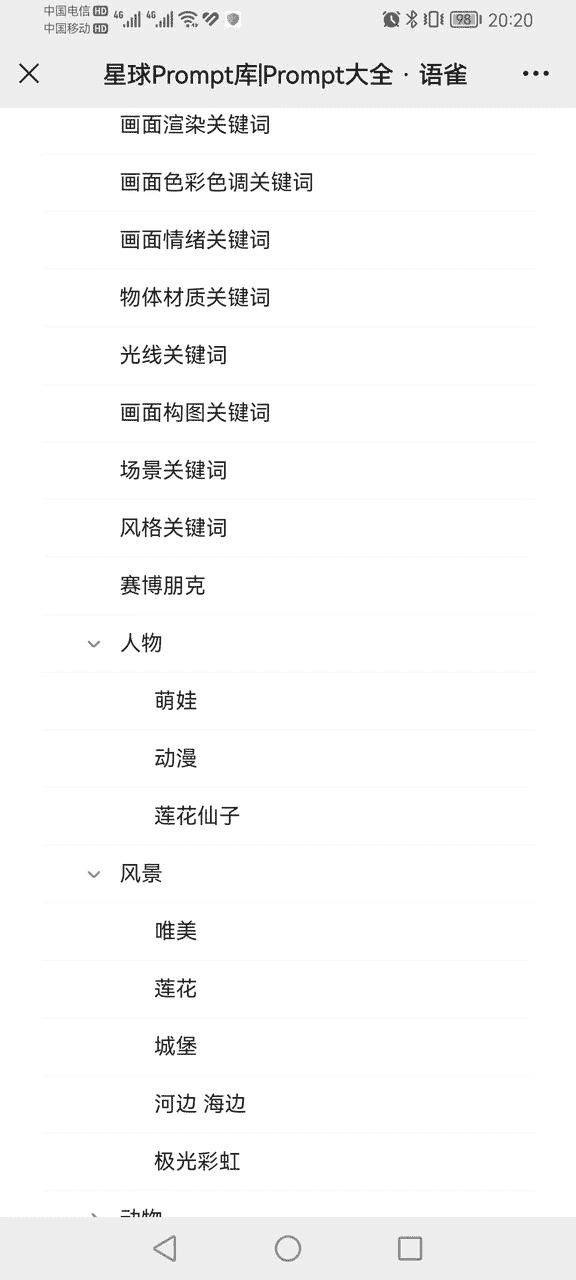 中国电信 HD
中国移动 HD
4G 4G
98 20:20
星球Prompt库|Prompt大全 · 语雀
画面渲染关键词
画面色彩色调关键词
画面情绪关键词
物体材质关键词
光线关键词
画面构图关键词
场景关键词
风格关键词
赛博朋克
人物
萌娃
动漫
莲花仙子
风景
唯美
莲花
城堡
河边 海边
极光彩虹
动物